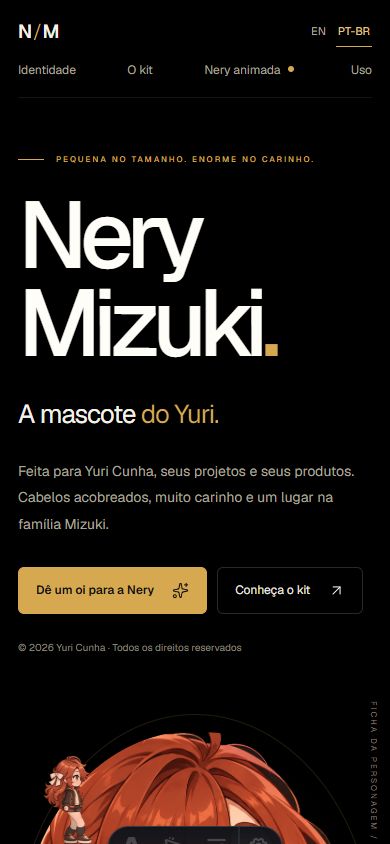 N/M
EN PT-BR
Identidade O kit Nery animada Uso
PEQUENA NO TAMANHO. ENORME NO CARINHO.
Nery
Mizuki.
A mascote do Yuri.
Feita para Yuri Cunha, seus projetos e seus produtos.
Cabelos acobreados, muito carinho e um lugar na
família Mizuki.
Dê um oi para a Nery
Conheça o kit
© 2026 Yuri Cunha · Todos os direitos reservados
FICHA DA PERSONAGEM /